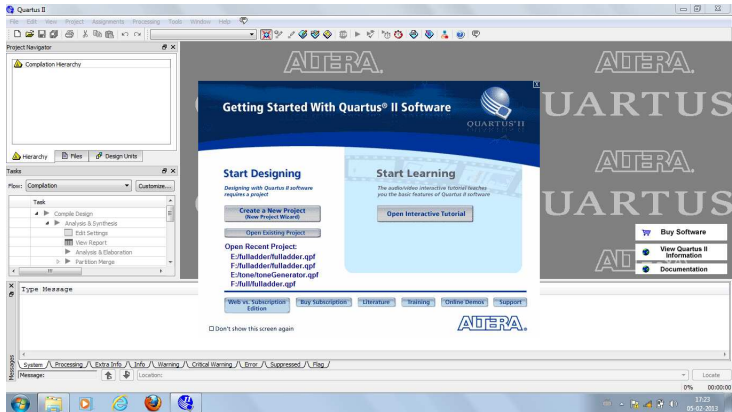 Quartus II
File Edit View Project Assignments Processing Tools Window Help
Project Navigator
Compilation Hierarchy
Hierarchy Files Design Units
Tasks
Flow: Compilation Customize...
Task
Compile Design
Analysis & Synthesis
Edit Settings
View Report
Analysis & Elaboration
Partition Merge
ALTERA.
ALTERA.
UARTUS
ALTERA.
UARTUS
Getting Started With Quartus® II Software
QUARTUS II
Start Designing
Designing with Quartus II software
requires a project
Create a New Project
(New Project Wizard)
Open Existing Project
Open Recent Project:
E:/fulladder/fulladder.qpf
F:/fulladder/fulladder.qpf
E:/tone/toneGenerator.qpf
F:/full/fulladder.qpf
Start Learning
The audio/video interactive tutorial teaches
you the basic features of Quartus II software
Open Interactive Tutorial
Web vs. Subscription
Edition
Buy Subscription
Literature
Training
Online Demos
Support
Don't show this screen again
ALTERA.
Buy Software
View Quartus II
Information
Documentation
Type Message
System Processing Extra Info Info Warning Critical Warning Error Suppressed Flag
Messages
Message: Location: Locate
0% 00:00:00
17:23
05-02-2013